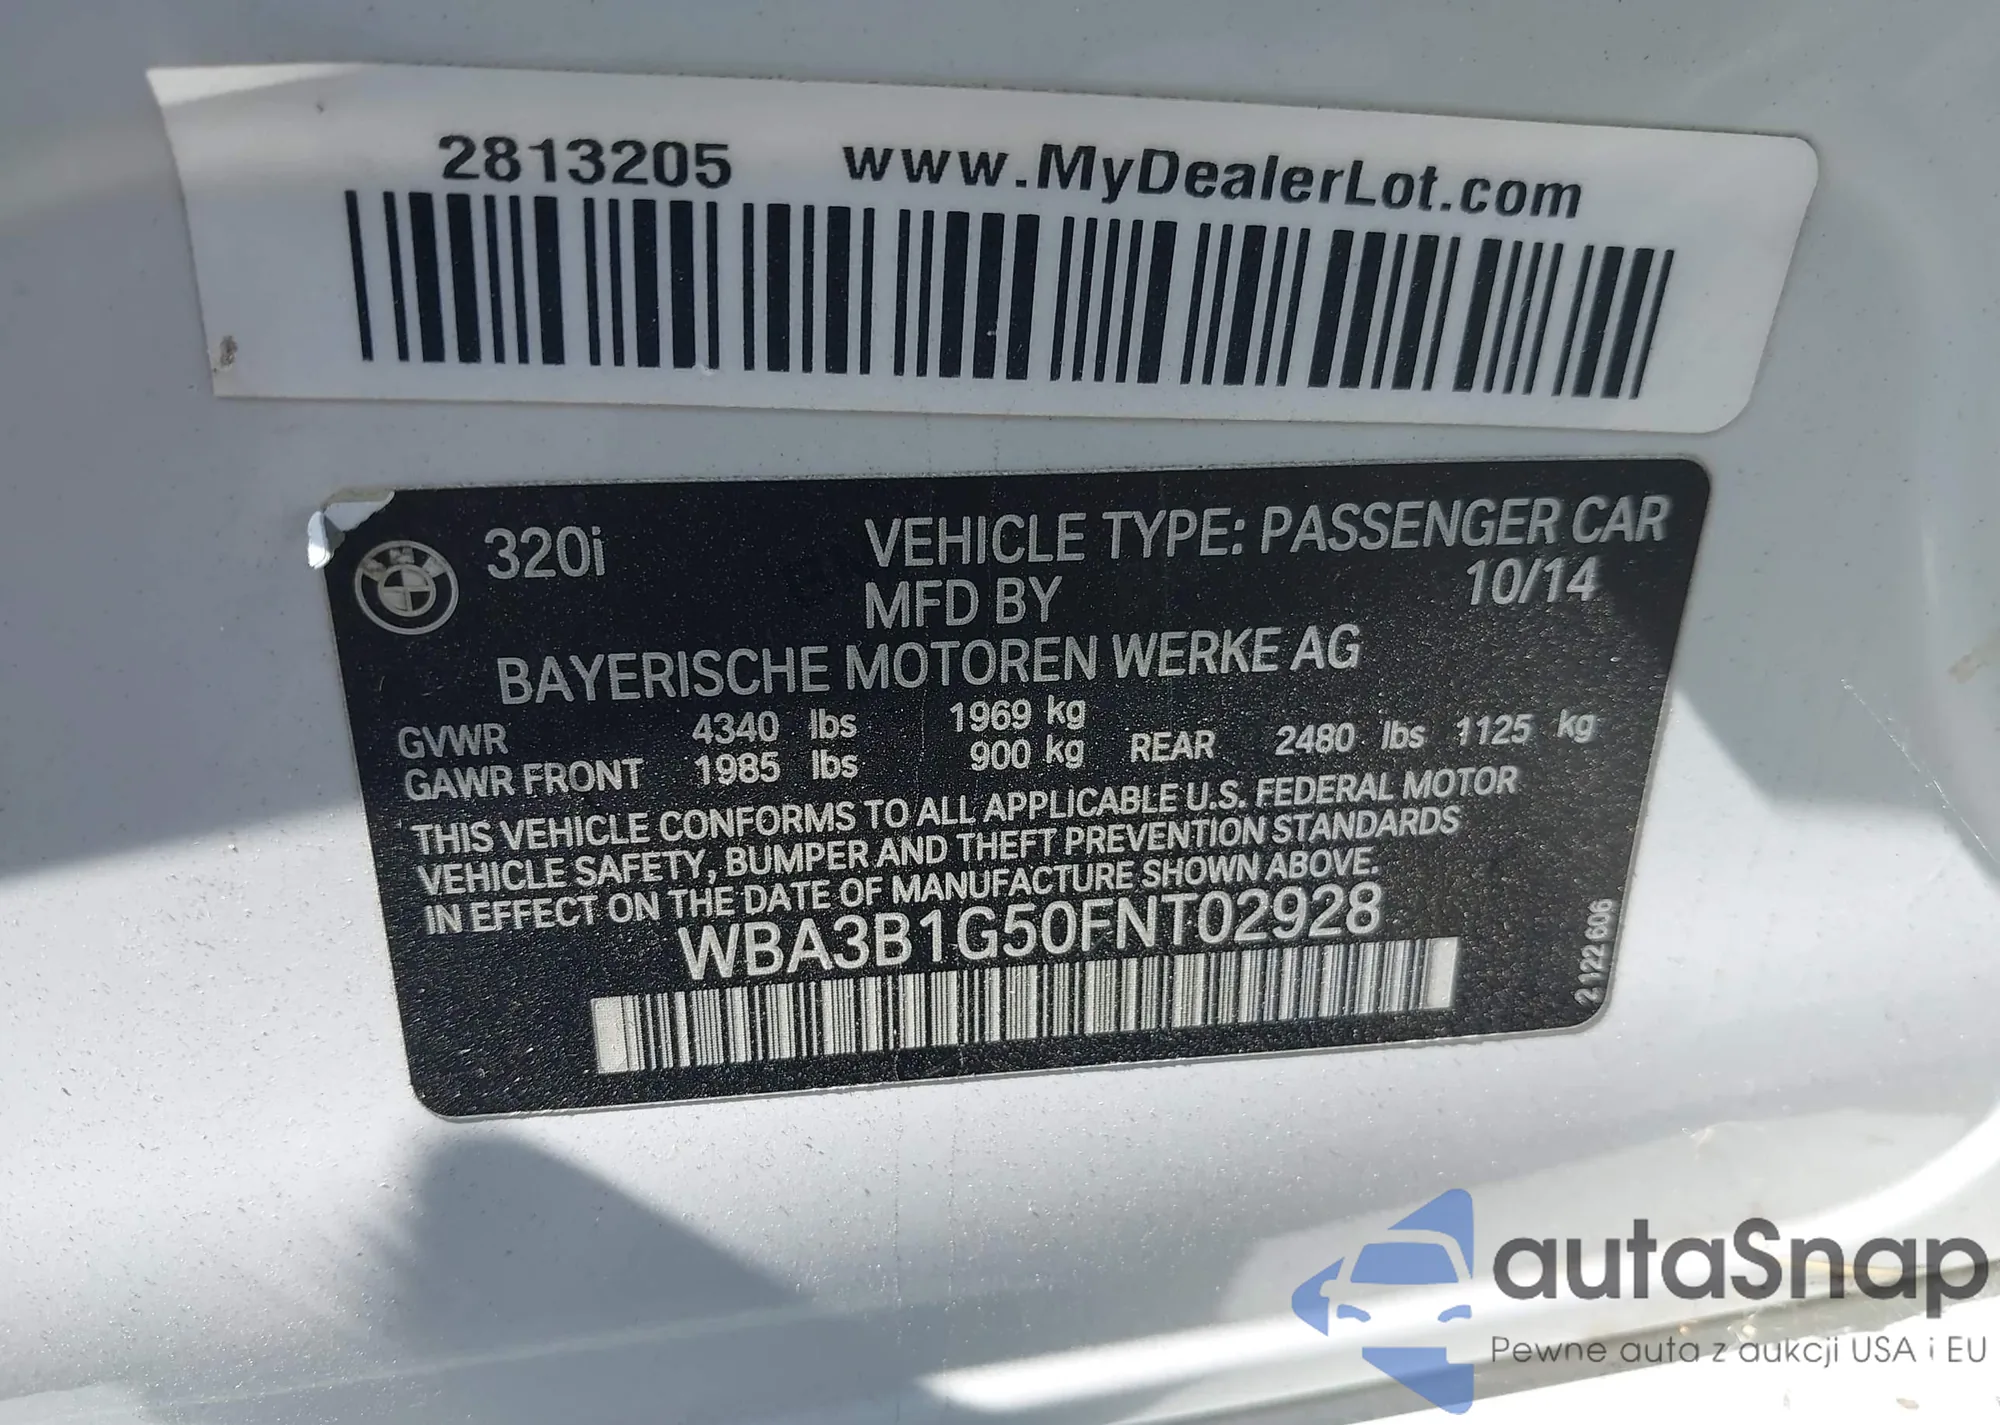 2813205 www.MyDealerLot.com
320i VEHICLE TYPE: PASSENGER CAR
MFD BY 10/14
BAYERISCHE MOTOREN WERKE AG
GVWR 4340 lbs 1969 kg
GAWR FRONT 1985 lbs 900 kg REAR 2480 lbs 1125 kg
THIS VEHICLE CONFORMS TO ALL APPLICABLE U.S. FEDERAL MOTOR
VEHICLE SAFETY, BUMPER AND THEFT PREVENTION STANDARDS
IN EFFECT ON THE DATE OF MANUFACTURE SHOWN ABOVE.
WBA3B1G50FNT02928
2 122 606
autaSnap
Pewne auta z aukcji USA i EU